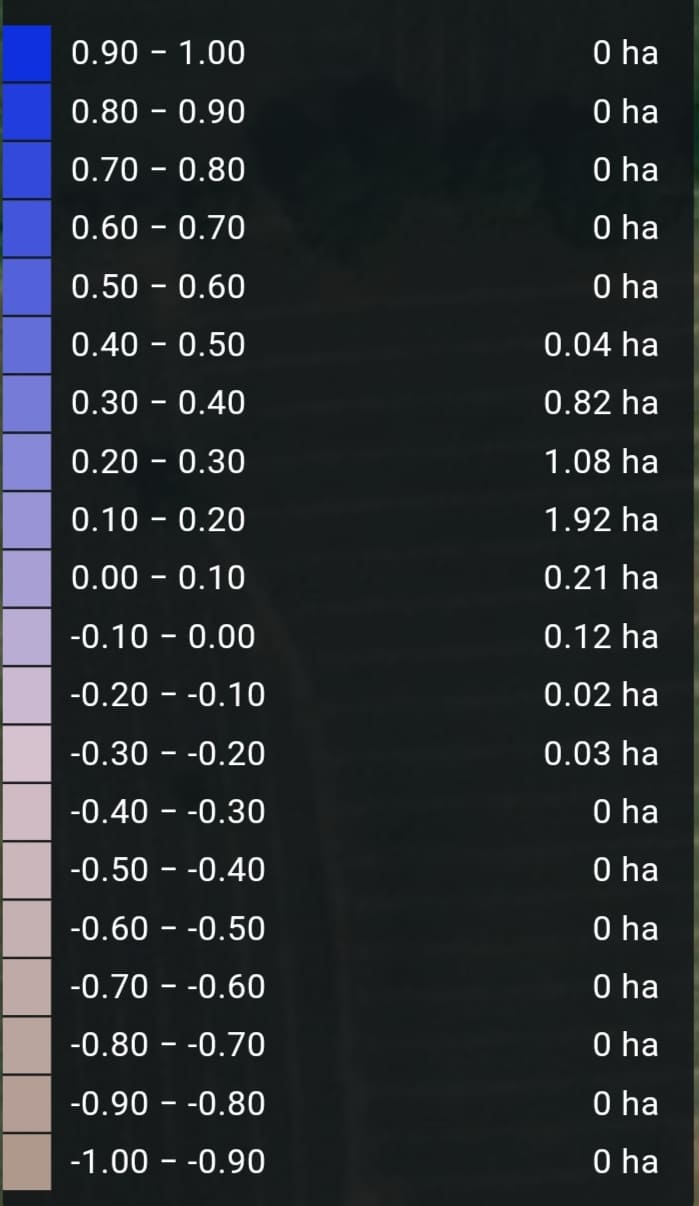 0.90 – 1.00 0 ha
0.80 – 0.90 0 ha
0.70 – 0.80 0 ha
0.60 – 0.70 0 ha
0.50 – 0.60 0 ha
0.40 – 0.50 0.04 ha
0.30 – 0.40 0.82 ha
0.20 – 0.30 1.08 ha
0.10 – 0.20 1.92 ha
0.00 – 0.10 0.21 ha
-0.10 – 0.00 0.12 ha
-0.20 – -0.10 0.02 ha
-0.30 – -0.20 0.03 ha
-0.40 – -0.30 0 ha
-0.50 – -0.40 0 ha
-0.60 – -0.50 0 ha
-0.70 – -0.60 0 ha
-0.80 – -0.70 0 ha
-0.90 – -0.80 0 ha
-1.00 – -0.90 0 ha